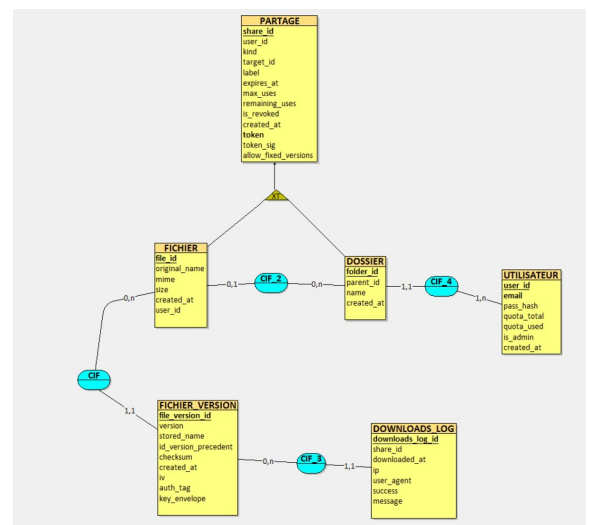 PARTAGE
share_id
user_id
kind
target_id
label
expires_at
max_uses
remaining_uses
is_revoked
created_at
token
token_sig
allow_fixed_versions
XT
FICHIER
file_id
original_name
mime
size
created_at
user_id
0,1
CIF_2
0,n
DOSSIER
folder_id
parent_id
name
created_at
1,1
CIF_4
1,n
UTILISATEUR
user_id
email
pass_hash
quota_total
quota_used
is_admin
created_at
0,n
CIF
1,1
FICHIER_VERSION
file_version_id
version
stored_name
id_version_precedent
checksum
created_at
iv
auth_tag
key_envelope
0,n
CIF_3
1,1
DOWNLOADS_LOG
downloads_log_id
share_id
downloaded_at
ip
user_agent
success
message